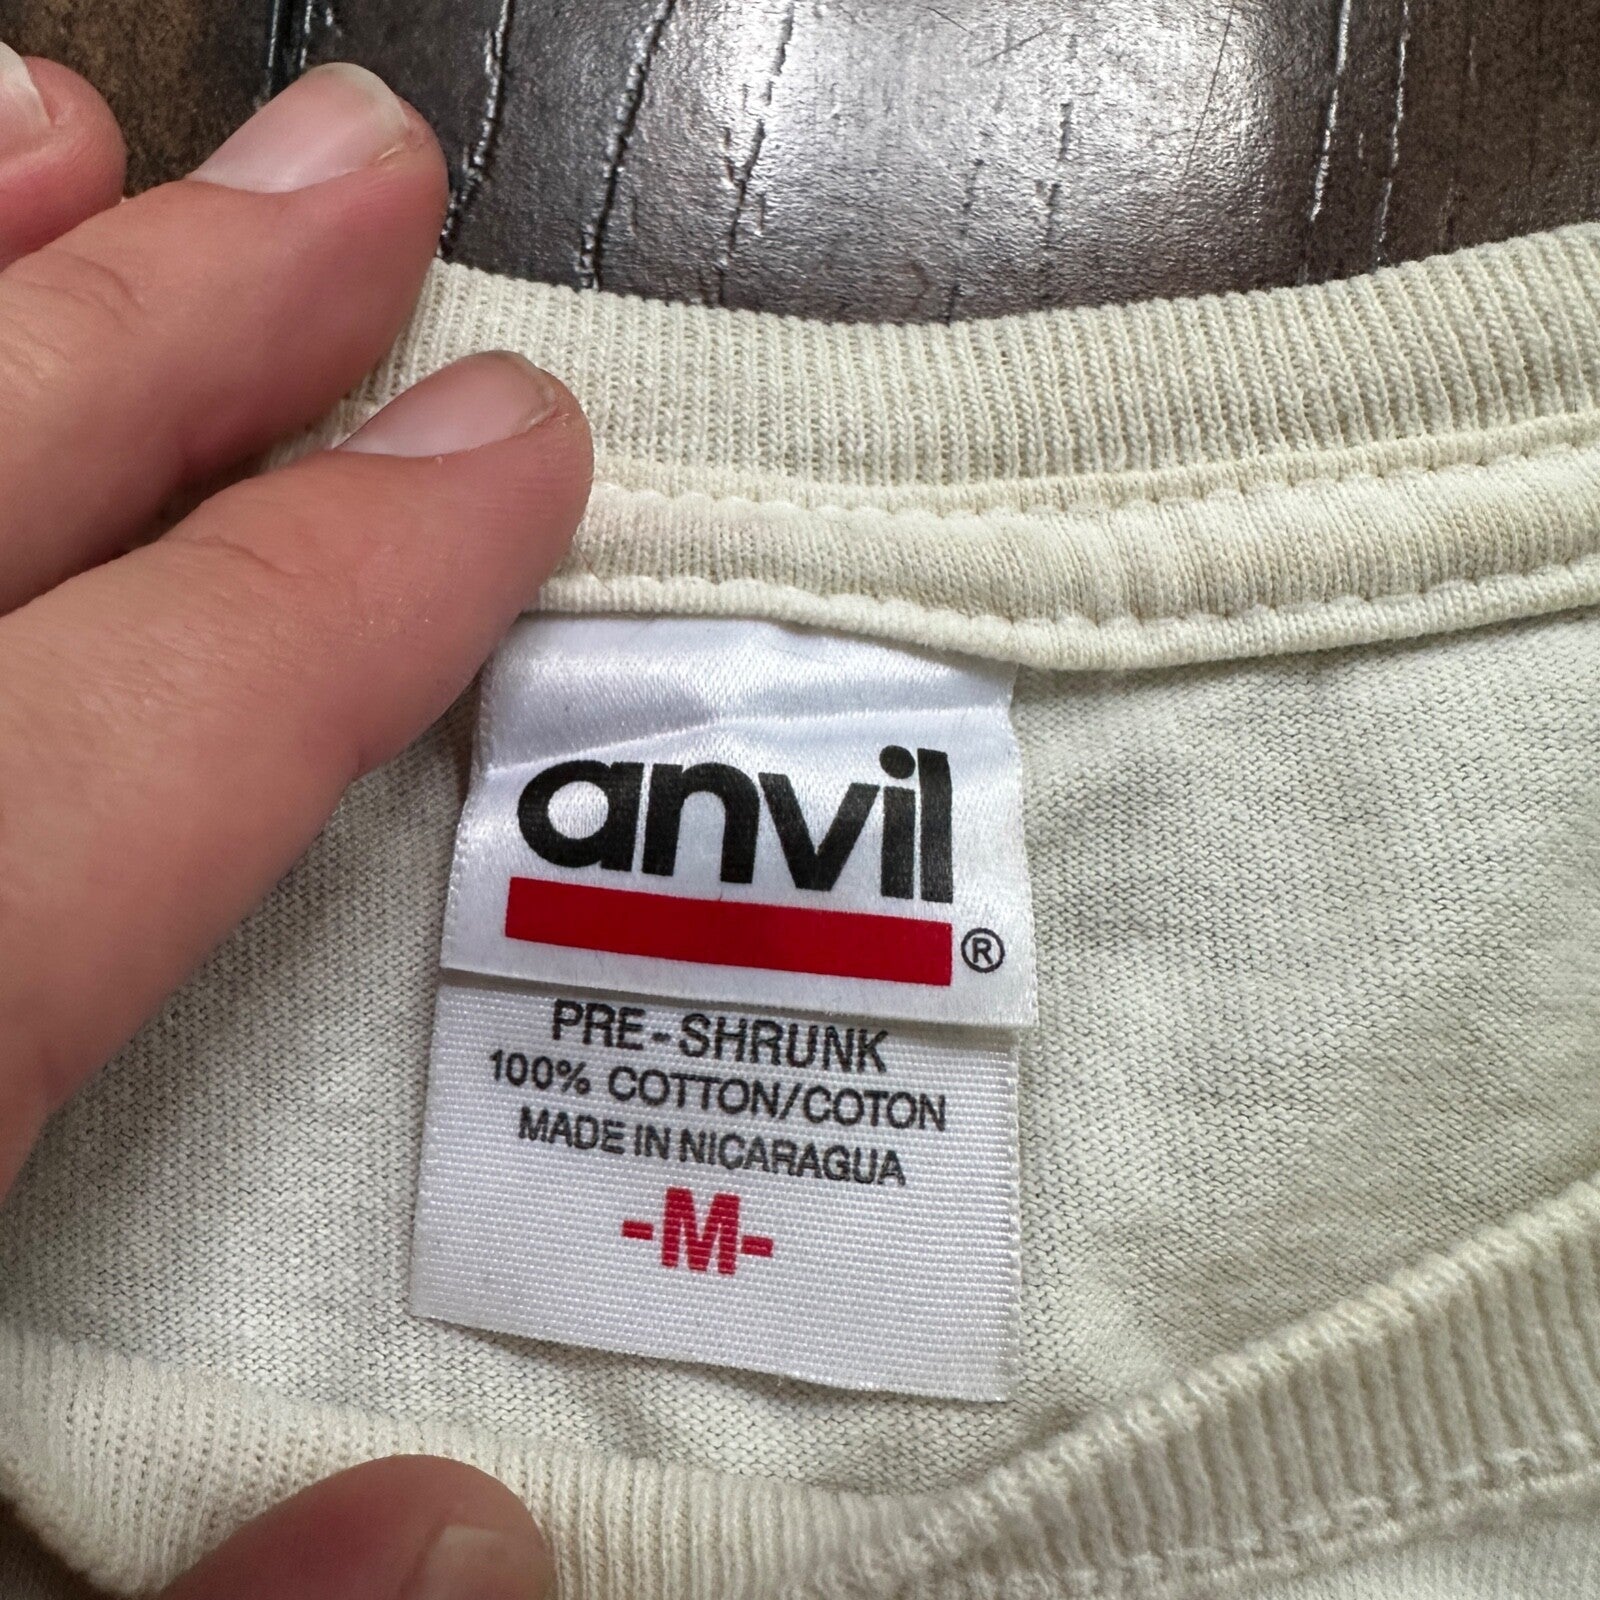 anvil
®
PRE-SHRUNK
100% COTTON/COTON
MADE IN NICARAGUA
-M-